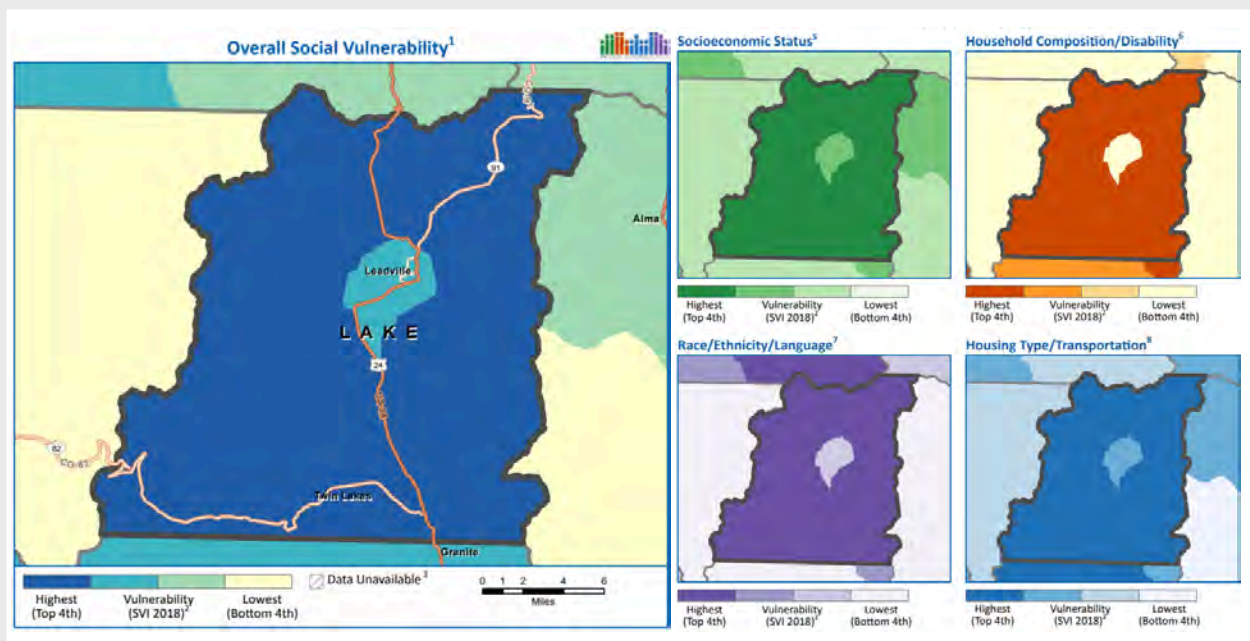 Overall Social Vulnerability1
91
Alma
Leadville
L A K E
24
82
Twin Lakes
Granite
Highest
(Top 4th)
Vulnerability
(SVI 2018)2
Lowest
(Bottom 4th)
Data Unavailable3
0 1 2 4 6
Miles
Socioeconomic Status5
Highest
(Top 4th)
Vulnerability
(SVI 2018)2
Lowest
(Bottom 4th)
Household Composition/Disability6
Highest
(Top 4th)
Vulnerability
(SVI 2018)2
Lowest
(Bottom 4th)
Race/Ethnicity/Language7
Highest
(Top 4th)
Vulnerability
(SVI 2018)2
Lowest
(Bottom 4th)
Housing Type/Transportation8
Highest
(Top 4th)
Vulnerability
(SVI 2018)2
Lowest
(Bottom 4th)